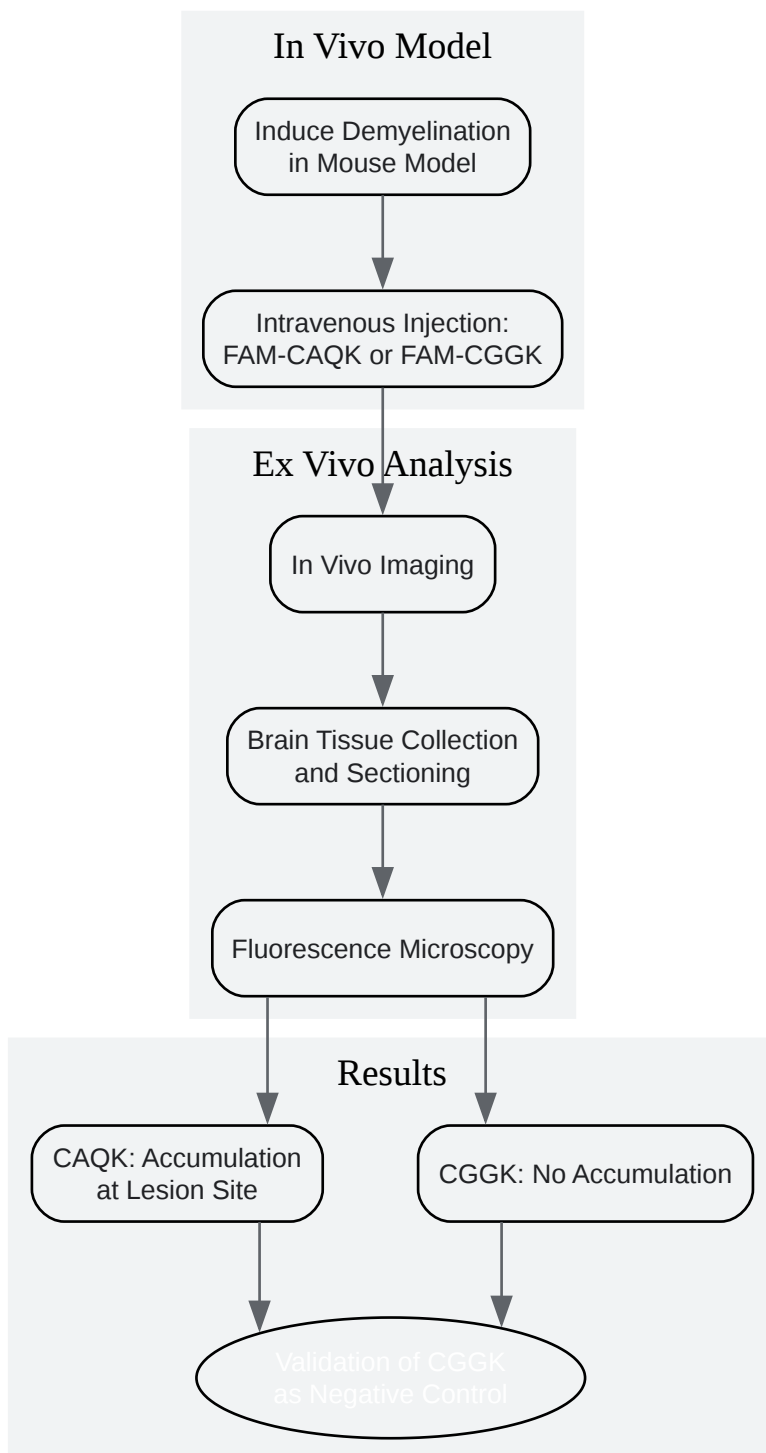 In Vivo Model
Induce Demyelination
in Mouse Model
Intravenous Injection:
FAM-CAQK or FAM-CGGK
Ex Vivo Analysis
In Vivo Imaging
Brain Tissue Collection
and Sectioning
Fluorescence Microscopy
Results
CAQK: Accumulation
at Lesion Site
CGGK: No Accumulation
Validation of CGGK
as Negative Control